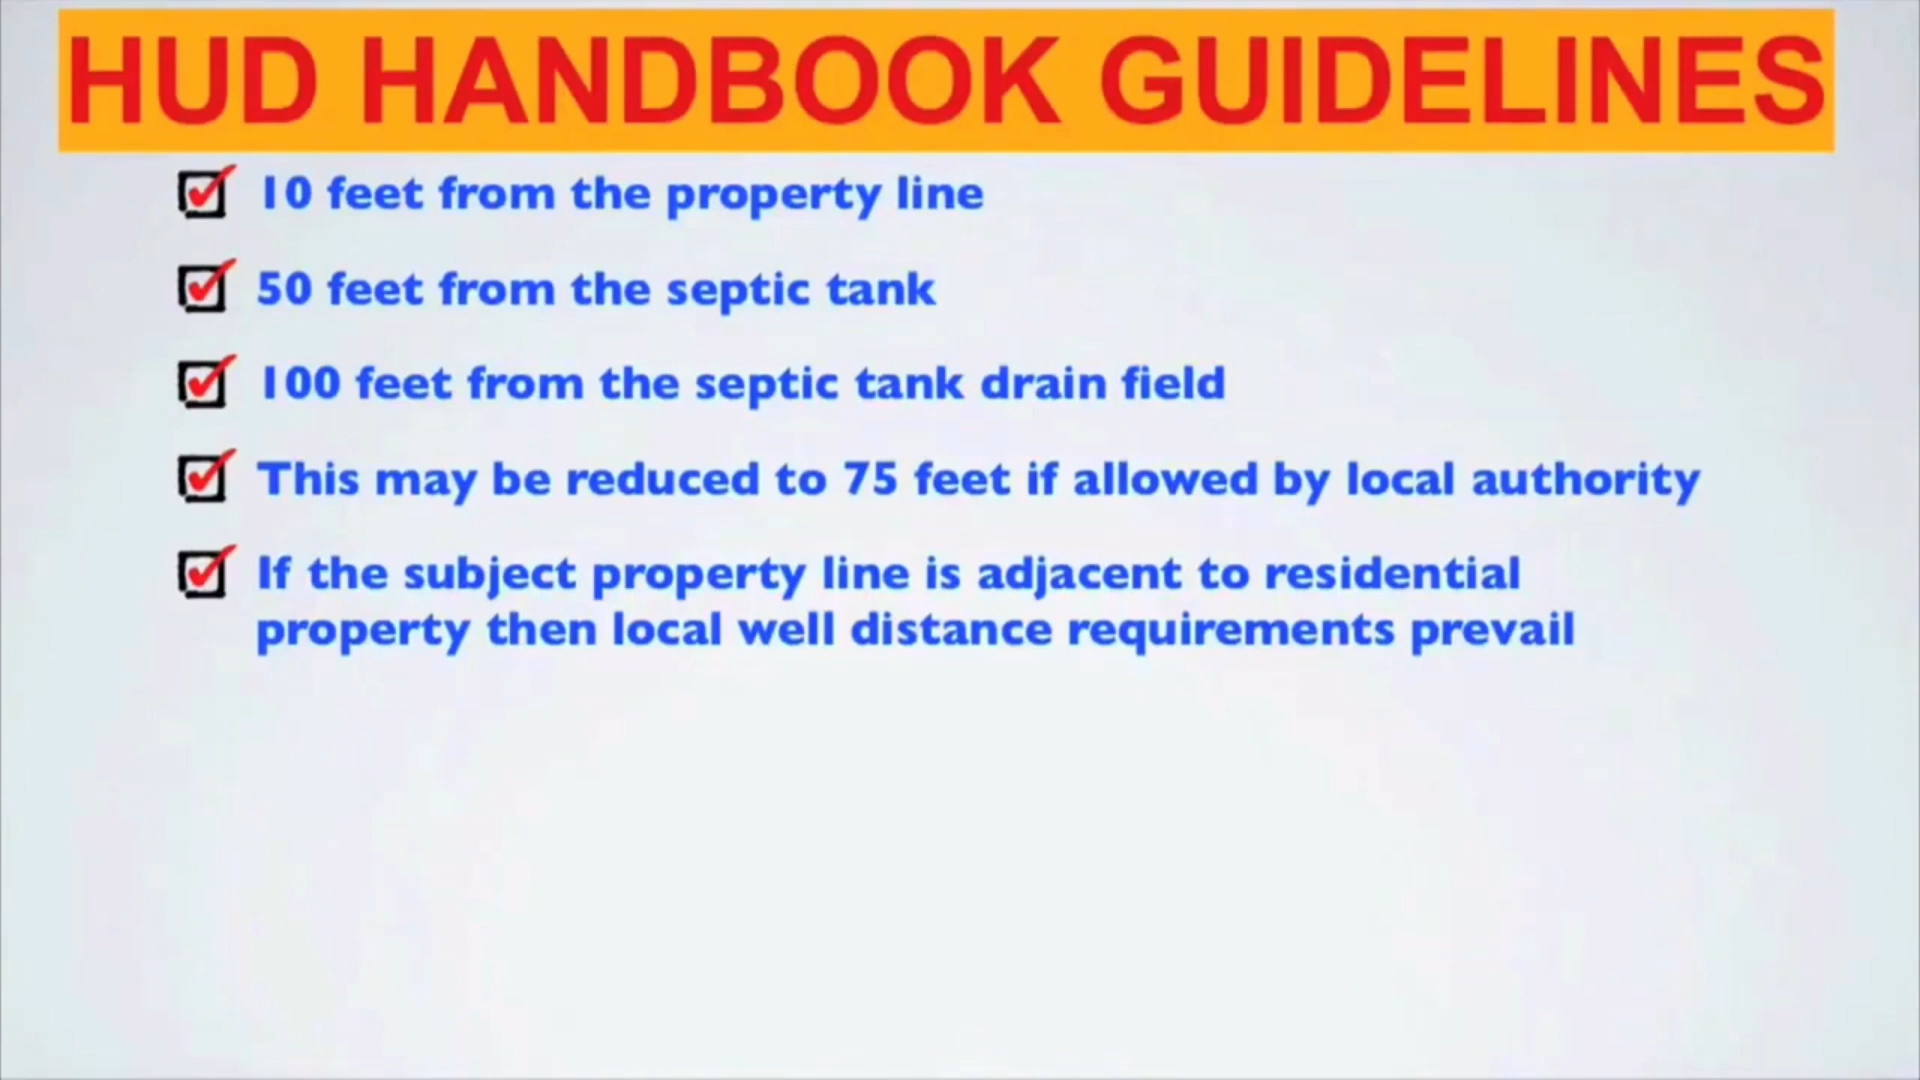 HUD HANDBOOK GUIDELINES
10 feet from the property line
50 feet from the septic tank
100 feet from the septic tank drain field
This may be reduced to 75 feet if allowed by local authority
If the subject property line is adjacent to residential
property then local well distance requirements prevail